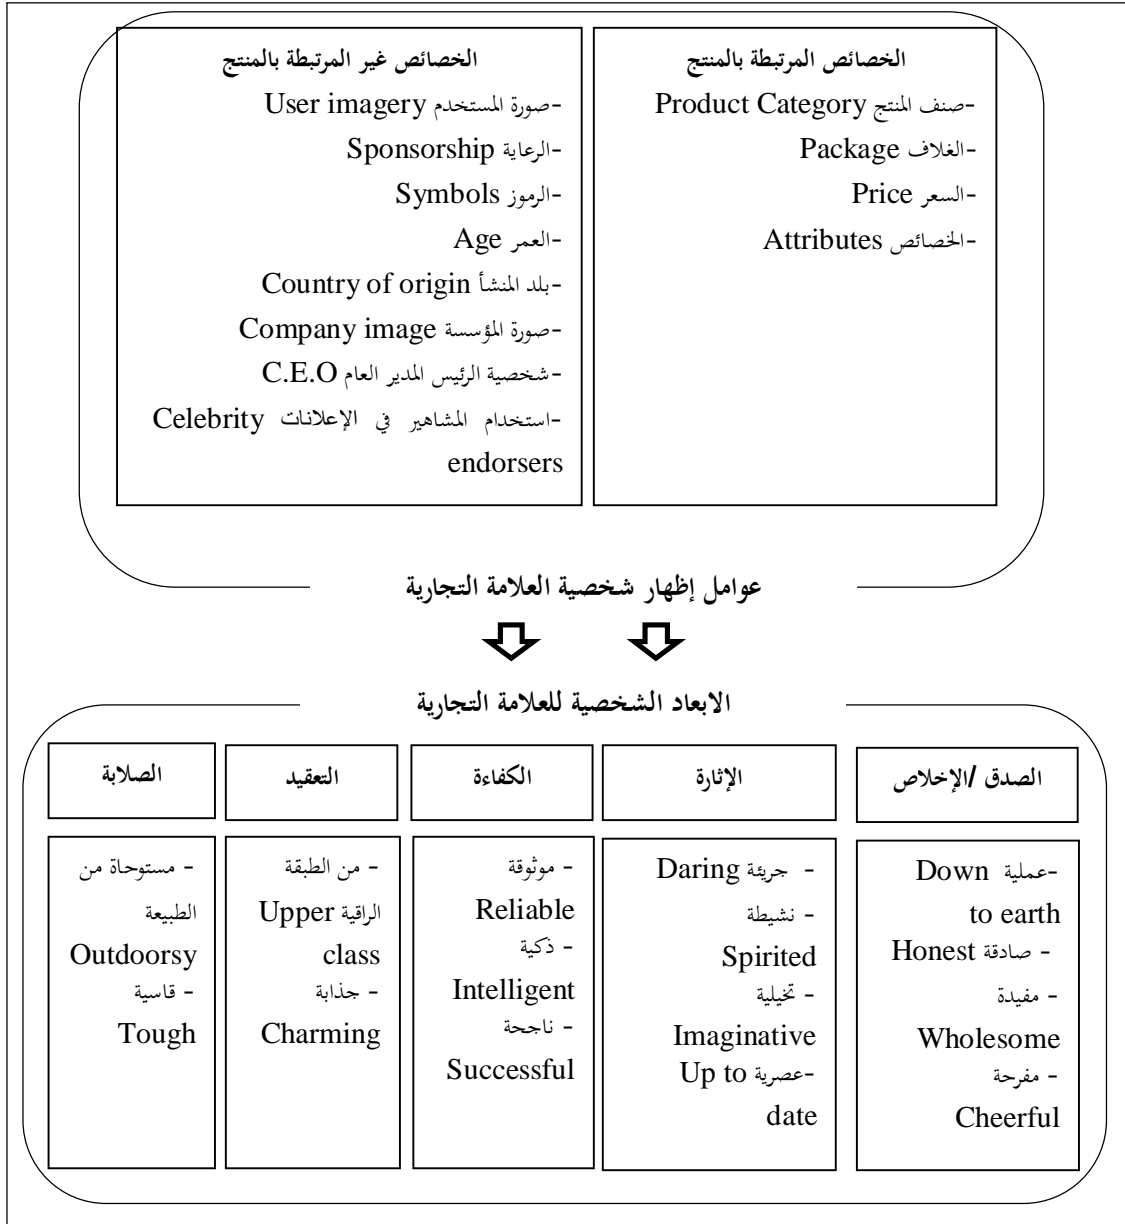 الخصائص المرتبطة بالمنتج
-صنف المنتج Product Category
-الغلاف Package
-السعر Price
-الخصائص Attributes
الخصائص غير المرتبطة بالمنتج
-صورة المستخدم User imagery
-الرعاية Sponsorship
-الرموز Symbols
-العمر Age
-بلد المنشأ Country of origin
-صورة المؤسسة Company image
-شخصية الرئيس المدير العام C.E.O
-استخدام المشاهير في الإعلانات Celebrity
endorsers
عوامل إظهار شخصية العلامة التجارية
الابعاد الشخصية للعلامة التجارية
الصدق /الإخلاص
-عملية Down
to earth
- صادقة Honest
- مفيدة
Wholesome
- مفرحة
Cheerful
الإثارة
- جريئة Daring
- نشيطة
Spirited
- تخيلية
Imaginative
-عصرية Up to
date
الكفاءة
- موثوقة
Reliable
- ذكية
Intelligent
- ناجحة
Successful
التعقيد
- من الطبقة
الراقية Upper
class
- جذابة
Charming
الصلابة
- مستوحاة من
الطبيعة
Outdoorsy
- قاسية
Tough